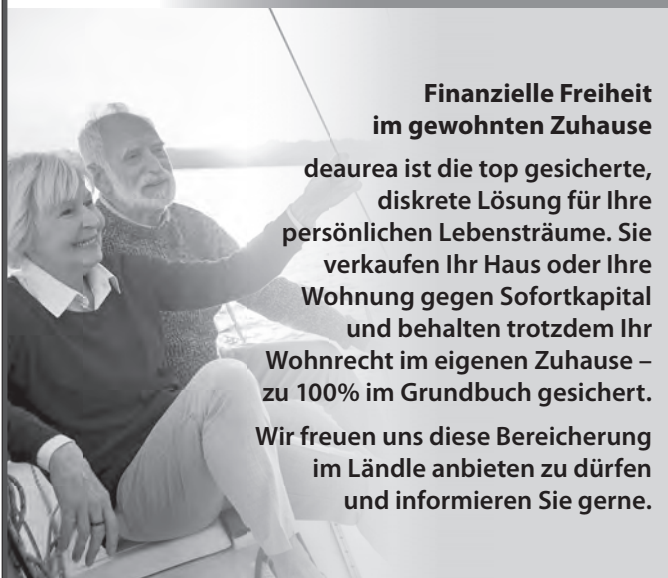 Finanzielle Freiheit
im gewohnten Zuhause
deaurea ist die top gesicherte,
diskrete Lösung für Ihre
persönlichen Lebensträume. Sie
verkaufen Ihr Haus oder Ihre
Wohnung gegen Sofortkapital
und behalten trotzdem Ihr
Wohnrecht im eigenen Zuhause –
zu 100% im Grundbuch gesichert.
Wir freuen uns diese Bereicherung
im Ländle anbieten zu dürfen
und informieren Sie gerne.